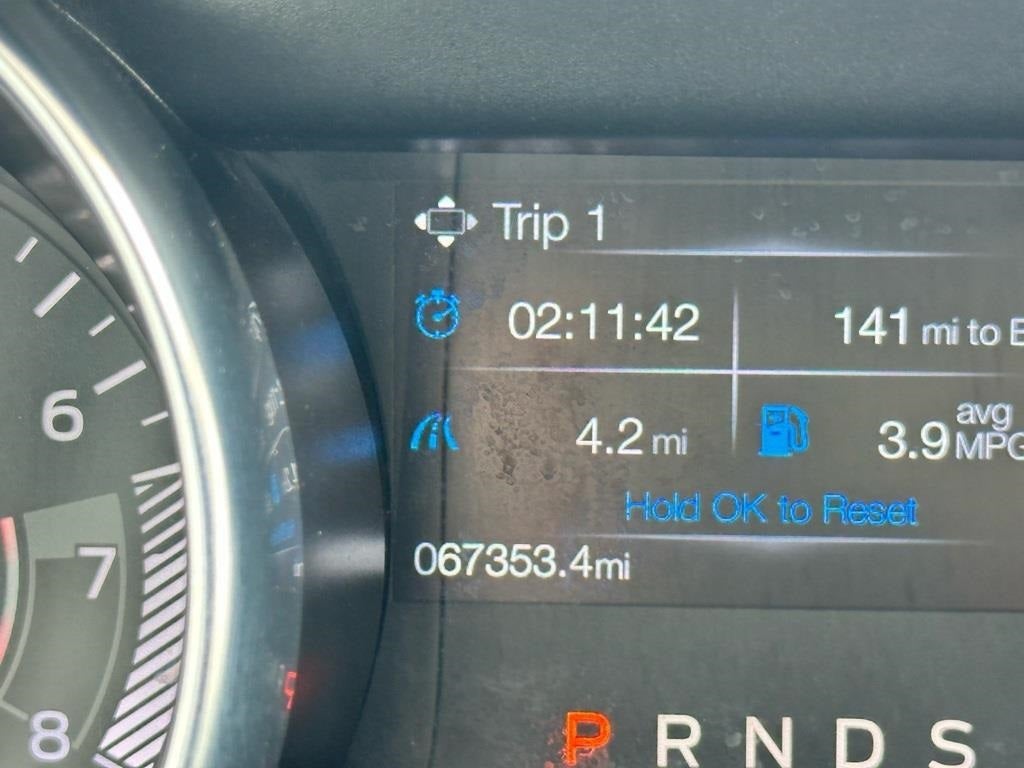 Trip 1
02:11:42
141 mi to E
4.2 mi
3.9 avg MPG
Hold OK to Reset
067353.4mi
6
7
8
P R N D S